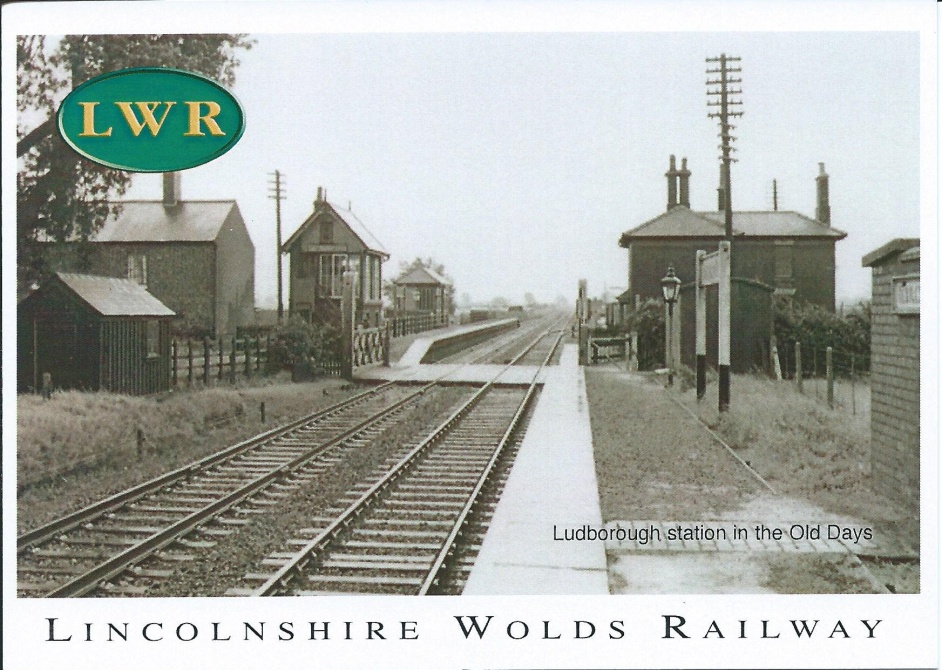 LWR
Ludborough station in the Old Days
LINCOLNSHIRE WOLDS RAILWAY